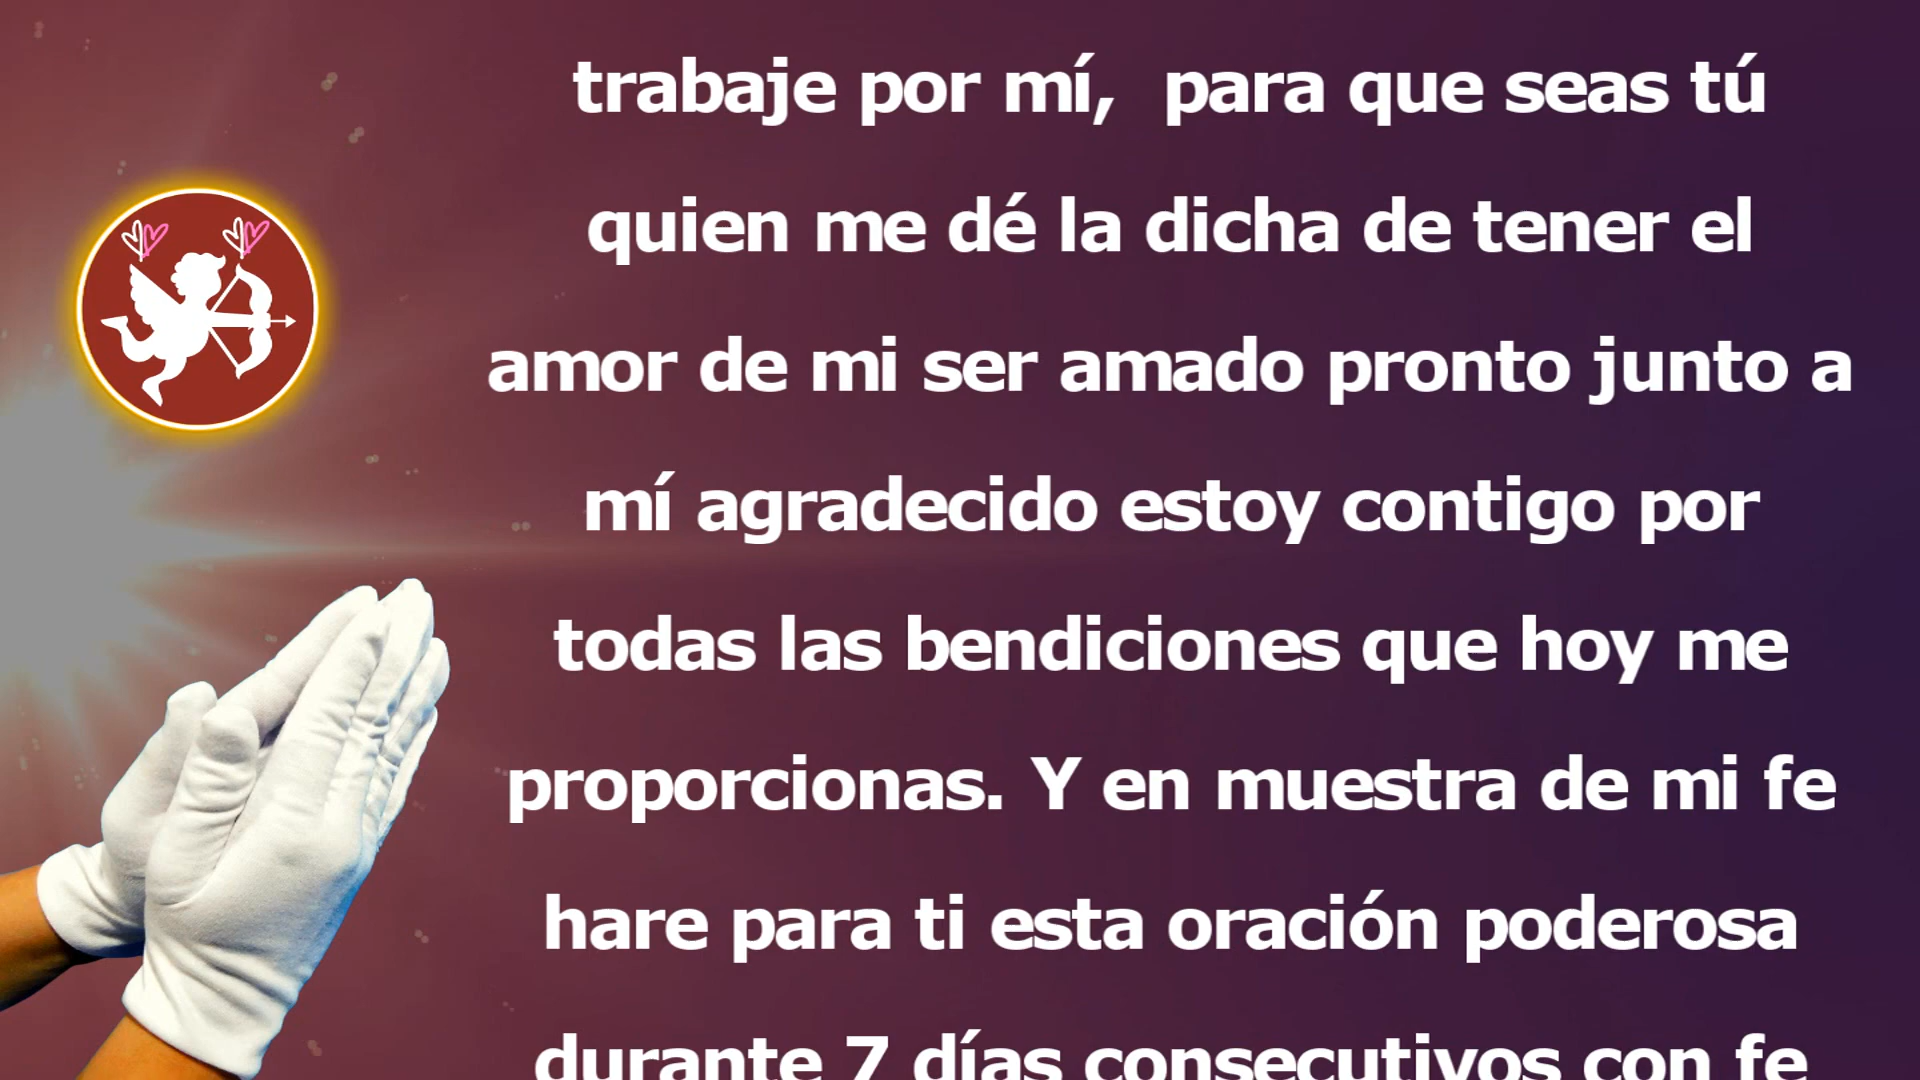 trabaje por mí,  para que seas tú
quien me dé la dicha de tener el
amor de mi ser amado pronto junto a
mí agradecido estoy contigo por
todas las bendiciones que hoy me
proporcionas. Y en muestra de mi fe
hare para ti esta oración poderosa
durante 7 días consecutivos con fe